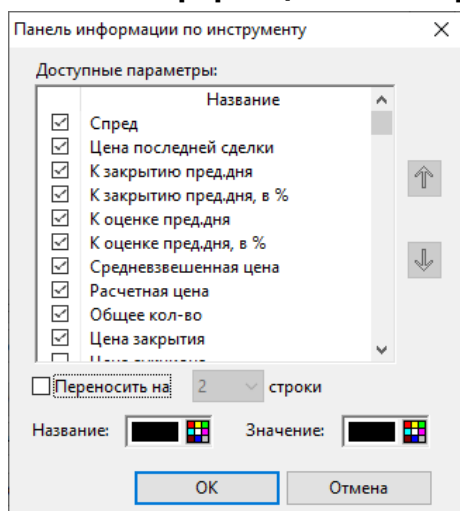 Панель информации по инструменту
Доступные параметры:
Название
Спред
Цена последней сделки
К закрытию пред.дня
К закрытию пред.дня, в %
К оценке пред.дня
К оценке пред.дня, в %
Средневзвешенная цена
Расчетная цена
Общее кол-во
Цена закрытия
Переносить на 2 строки
Название: Значение:
OK Отмена